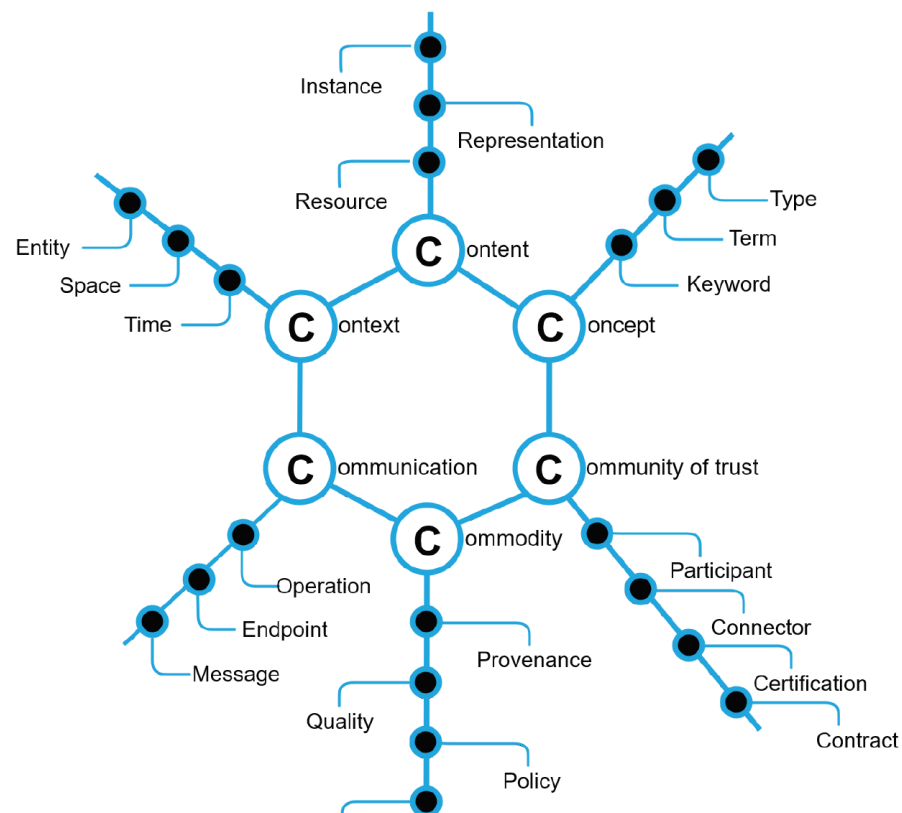 Instance
Representation
Resource
Type
Term
Keyword
Entity
Space
Time
Content
Context
Concept
Communication
Community of trust
Commodity
Operation
Endpoint
Message
Provenance
Quality
Policy
Participant
Connector
Certification
Contract